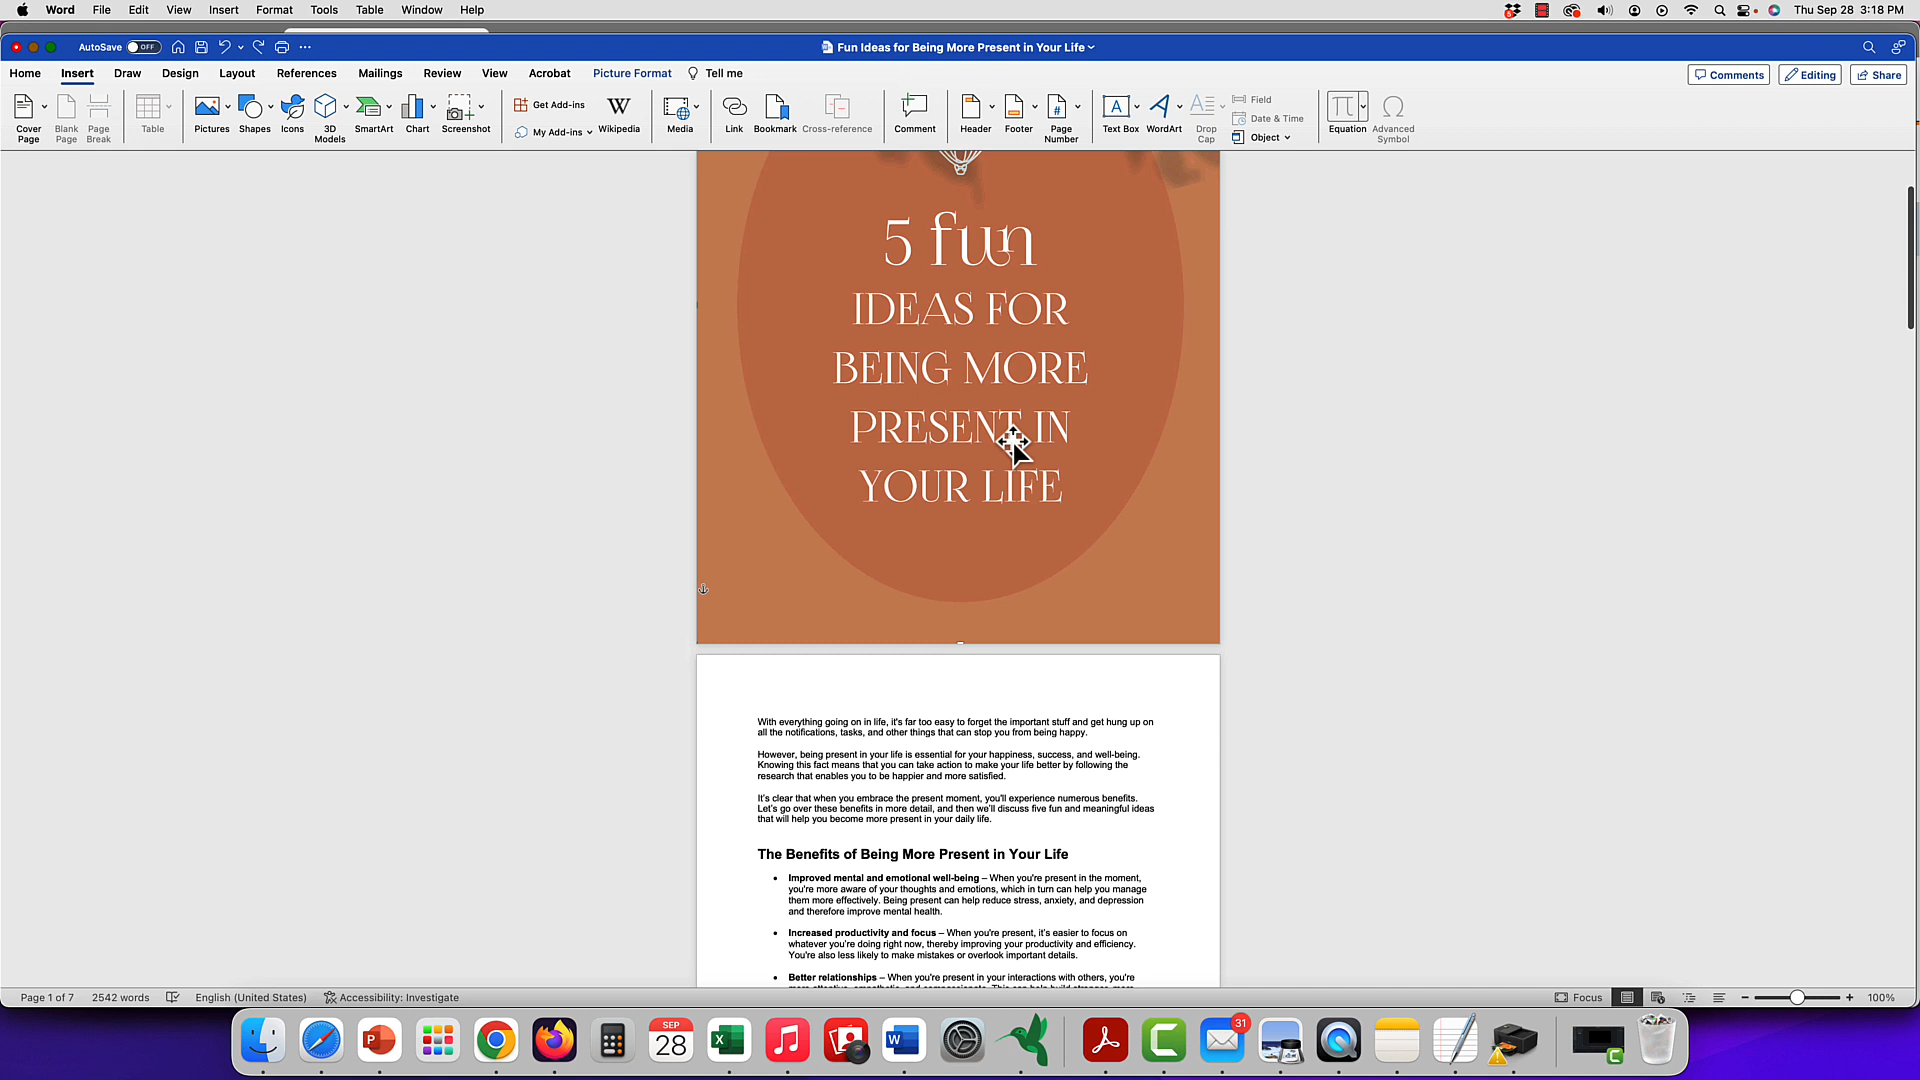 Word File Edit View Insert Format Tools Table Window Help Thu Sep 28 3:18 PM
AutoSave OFF Fun Ideas for Being More Present in Your Life
Home Insert Draw Design Layout References Mailings Review View Acrobat Picture Format Tell me Comments Editing Share
Cover Page
Blank Page
Page Break
Table
Pictures
Shapes
Icons
3D Models
SmartArt
Chart
Screenshot
Get Add-ins
My Add-ins
Wikipedia
Media
Link
Bookmark
Cross-reference
Comment
Header
Footer
Page Number
Text Box
WordArt
Drop Cap
Field
Date & Time
Object
Equation
Advanced Symbol
5 fun
IDEAS FOR
BEING MORE
PRESENT IN
YOUR LIFE
With everything going on in life, it's far too easy to forget the important stuff and get hung up on
all the notifications, tasks, and other things that can stop you from being happy.
However, being present in your life is essential for your happiness, success, and well-being.
Knowing this fact means that you can take action to make your life better by following the
research that enables you to be happier and more satisfied.
It's clear that when you embrace the present moment, you'll experience numerous benefits.
Let's go over these benefits in more detail, and then we'll discuss five fun and meaningful ideas
that will help you become more present in your daily life.
The Benefits of Being More Present in Your Life
• Improved mental and emotional well-being – When you're present in the moment,
you're more aware of your thoughts and emotions, which in turn can help you manage
them more effectively. Being present can help reduce stress, anxiety, and depression
and therefore improve mental health.
• Increased productivity and focus – When you're present, it's easier to focus on
whatever you're doing right now, thereby improving your productivity and efficiency.
You're also less likely to make mistakes or overlook important details.
• Better relationships – When you're present in your interactions with others, you're
Page 1 of 7 2542 words English (United States) Accessibility: Investigate Focus 100%
SEP
28
31